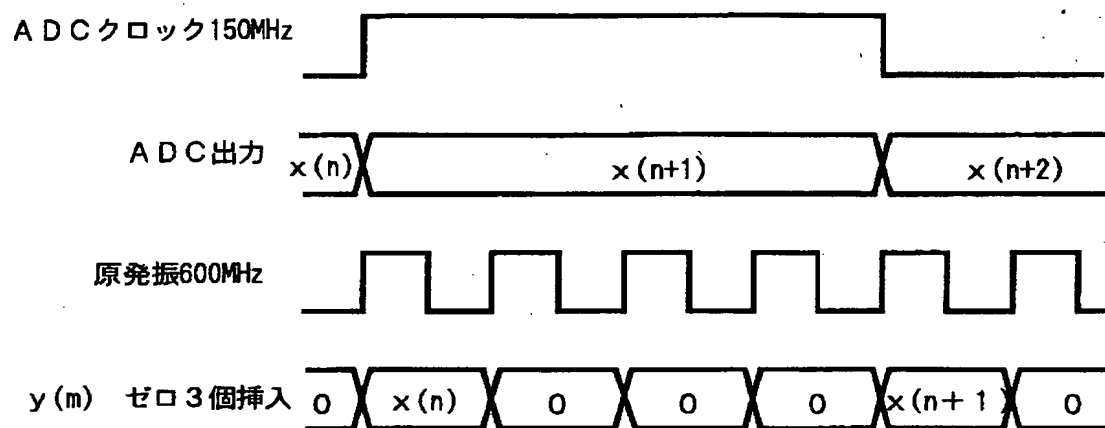 ADCクロック150MHz
ADC出力 x(n) x(n+1) x(n+2)
原発振600MHz
y(m) ゼロ3個挿入 0 x(n) 0 0 0 x(n+1) 0